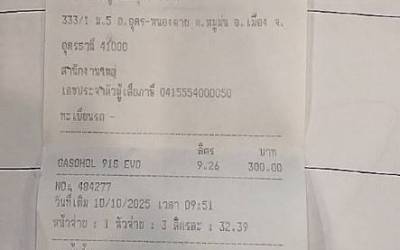 333/1 ม.5 ถ.อุดร-หนองคาย ต.หมูม่น อ.เมือง จ.
อุดรธานี 41000
สำนักงานใหญ่
เลขประจำตัวผู้เสียภาษี 0415554000050
ทะเบียนรถ -
ลิตร บาท
GASOHOL 91S EVO 9.26 300.00
NO. 484277
วันที่เติม 10/10/2025 เวลา 09:51
หน้าจ่าย : 1 หัวจ่าย : 3 ลิตรละ : 32.39